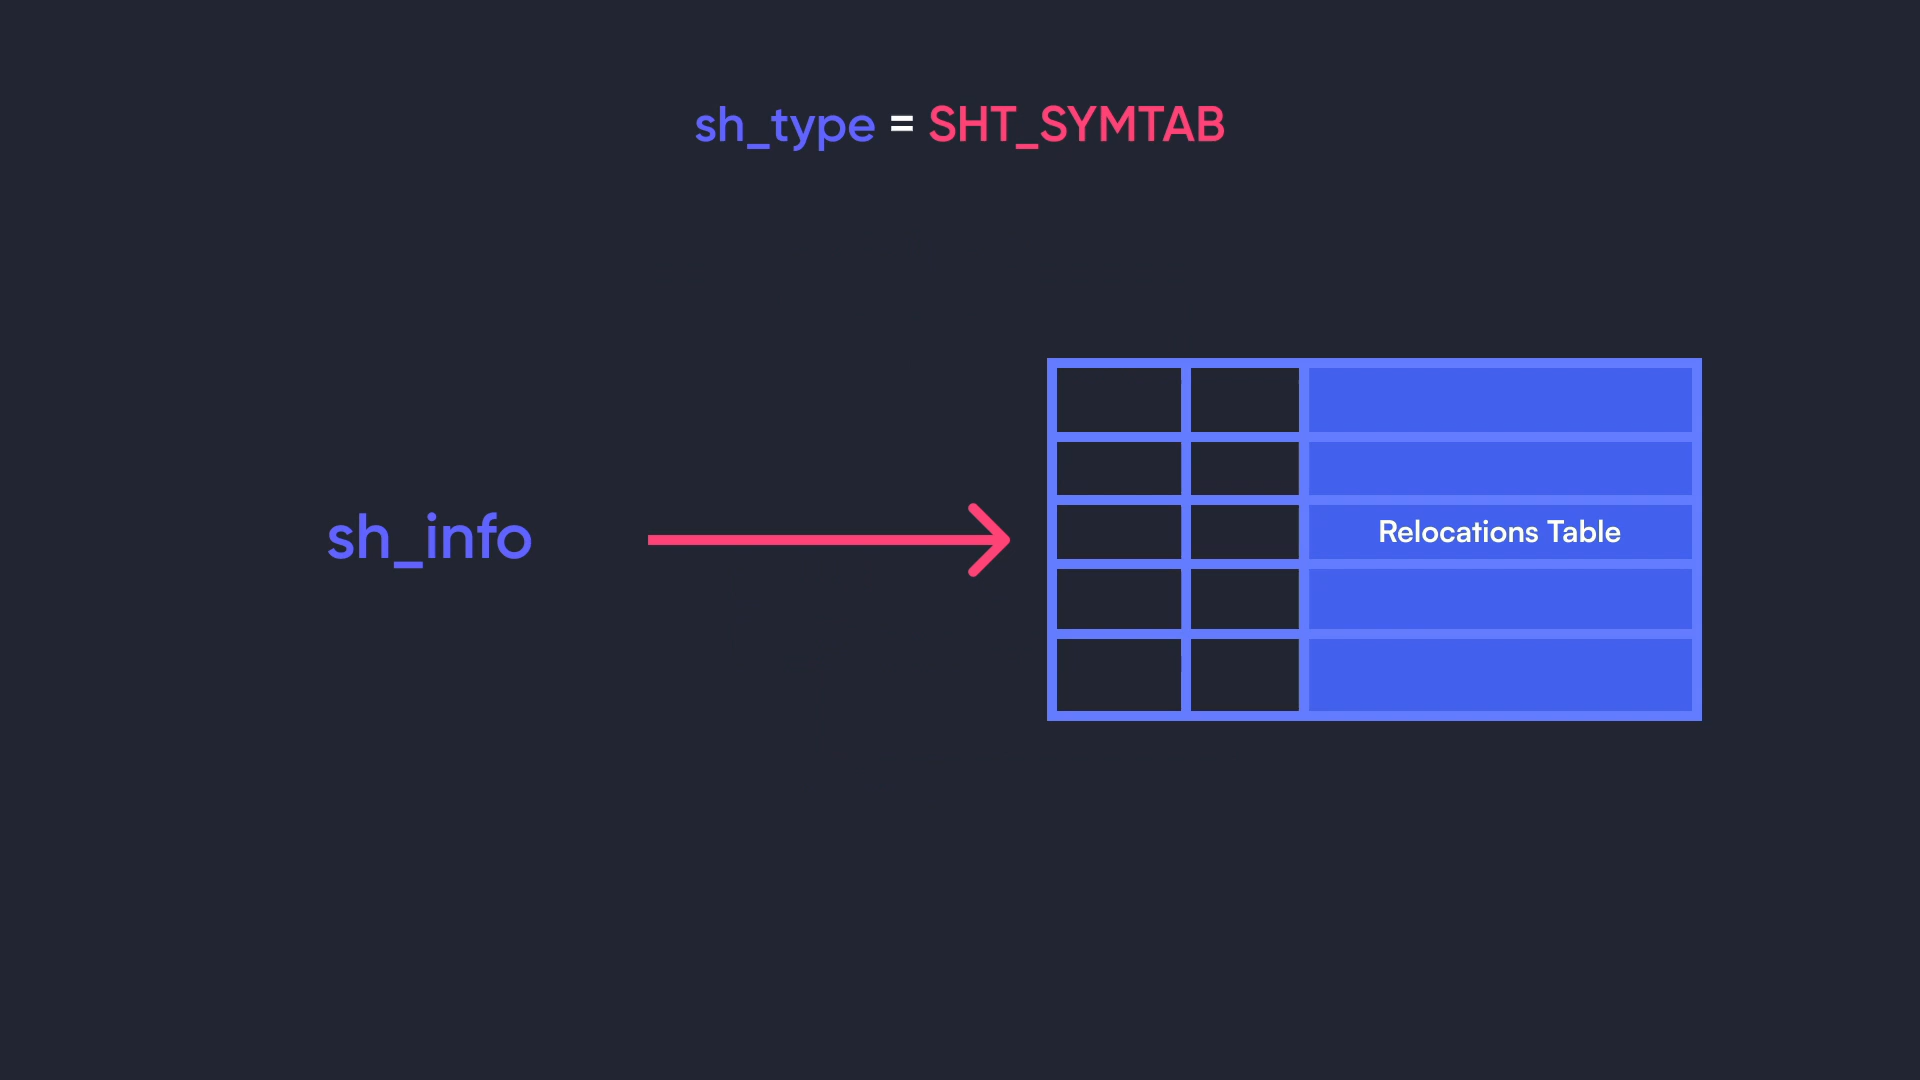 sh_type = SHT_SYMTAB
sh_info
Relocations Table